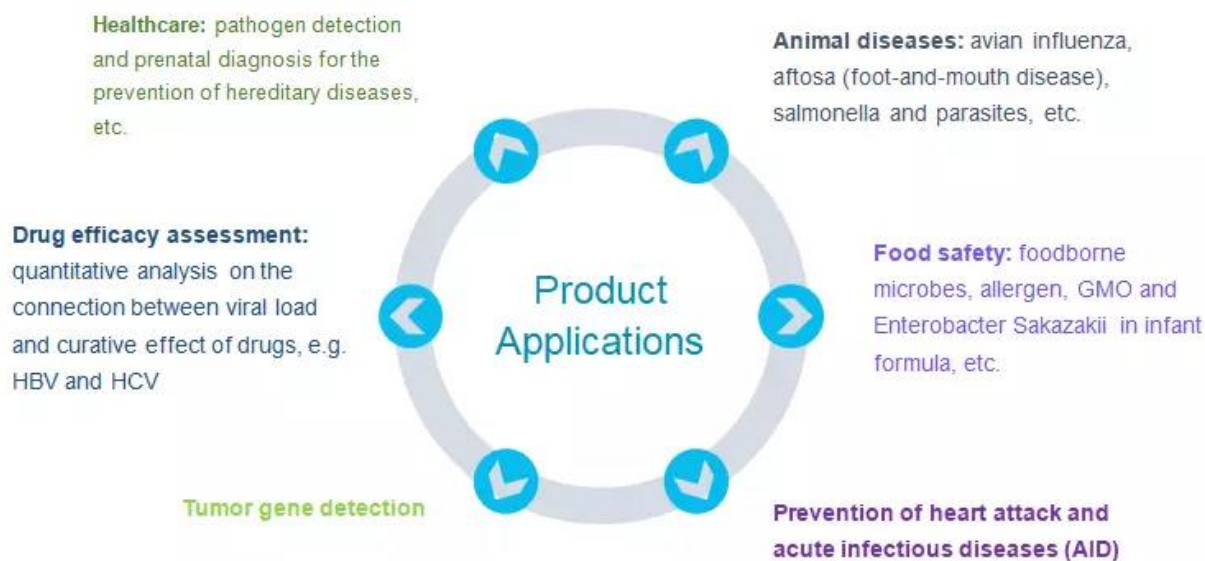 Healthcare: pathogen detection
and prenatal diagnosis for the
prevention of hereditary diseases,
etc.
Animal diseases: avian influenza,
aftosa (foot-and-mouth disease),
salmonella and parasites, etc.
Drug efficacy assessment:
quantitative analysis on the
connection between viral load
and curative effect of drugs, e.g.
HBV and HCV
Product
Applications
Food safety: foodborne
microbes, allergen, GMO and
Enterobacter Sakazakii in infant
formula, etc.
Tumor gene detection
Prevention of heart attack and
acute infectious diseases (AID)